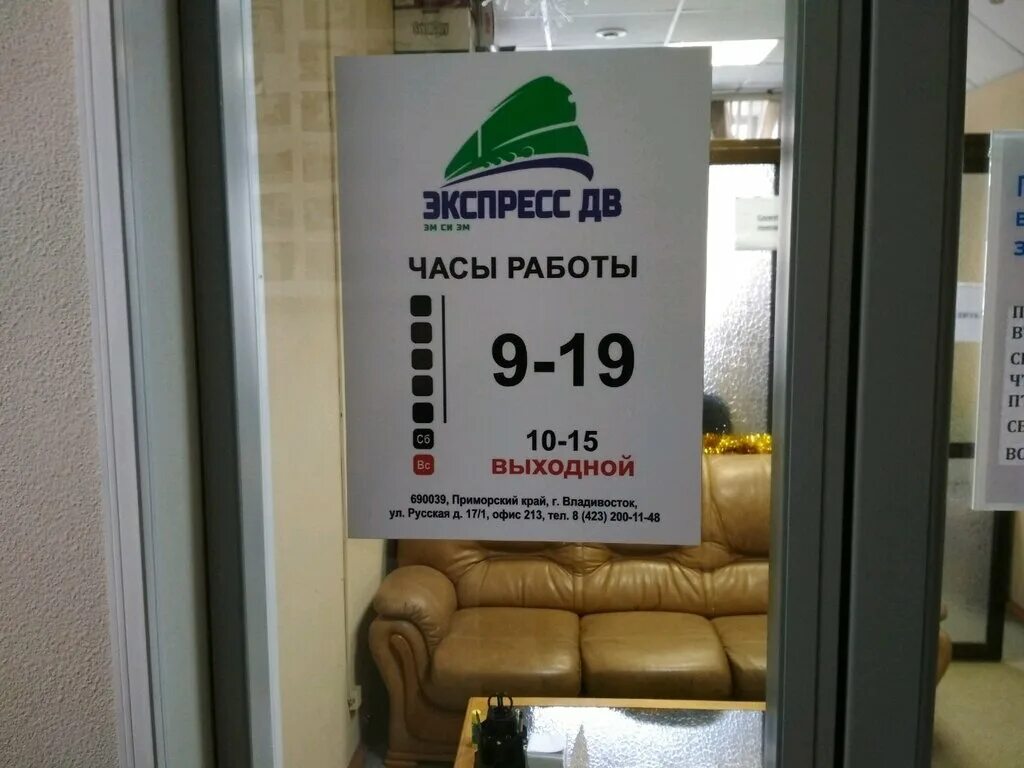 ЭКСПРЕСС ДВ
ЭМ СИ ЭМ
ЧАСЫ РАБОТЫ
9-19
Сб 10-15
Вс ВЫХОДНОЙ
690039, Приморский край, г. Владивосток,
ул. Русская д. 17/1, офис 213, тел. 8 (423) 200-11-48